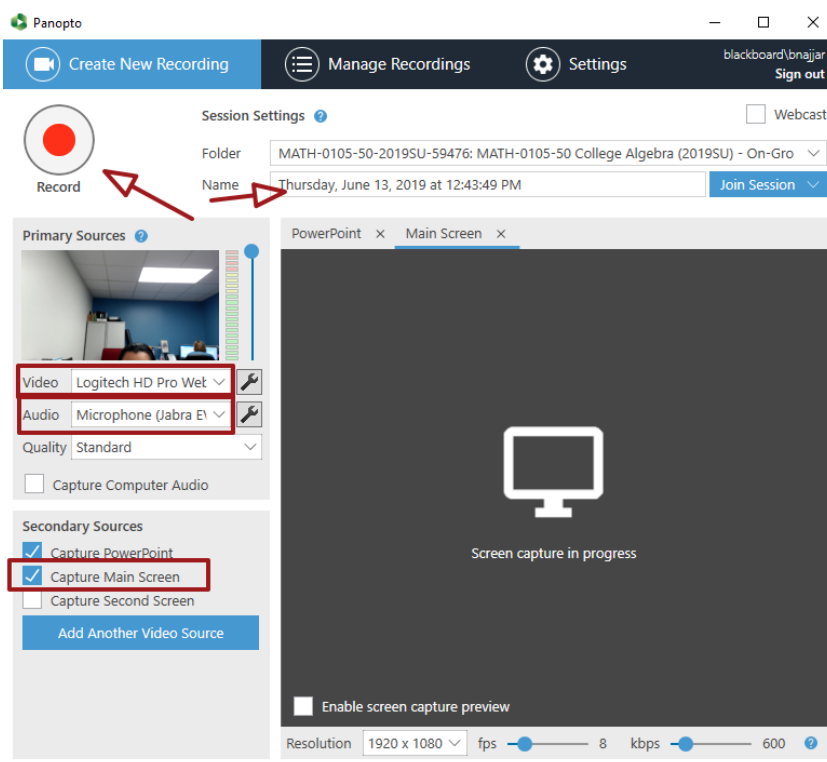 Panopto
Create New Recording
Manage Recordings
Settings
blackboard\bnajjar
Sign out
Session Settings ?
Webcast
Folder MATH-0105-50-2019SU-59476: MATH-0105-50 College Algebra (2019SU) - On-Gro
Record
Name Thursday, June 13, 2019 at 12:43:49 PM
Join Session
Primary Sources ?
PowerPoint × Main Screen ×
Video Logitech HD Pro Web
Audio Microphone (Jabra EV
Quality Standard
Capture Computer Audio
Secondary Sources
Capture PowerPoint
Capture Main Screen
Capture Second Screen
Add Another Video Source
Screen capture in progress
Enable screen capture preview
Resolution 1920 x 1080 fps 8 kbps 600 ?